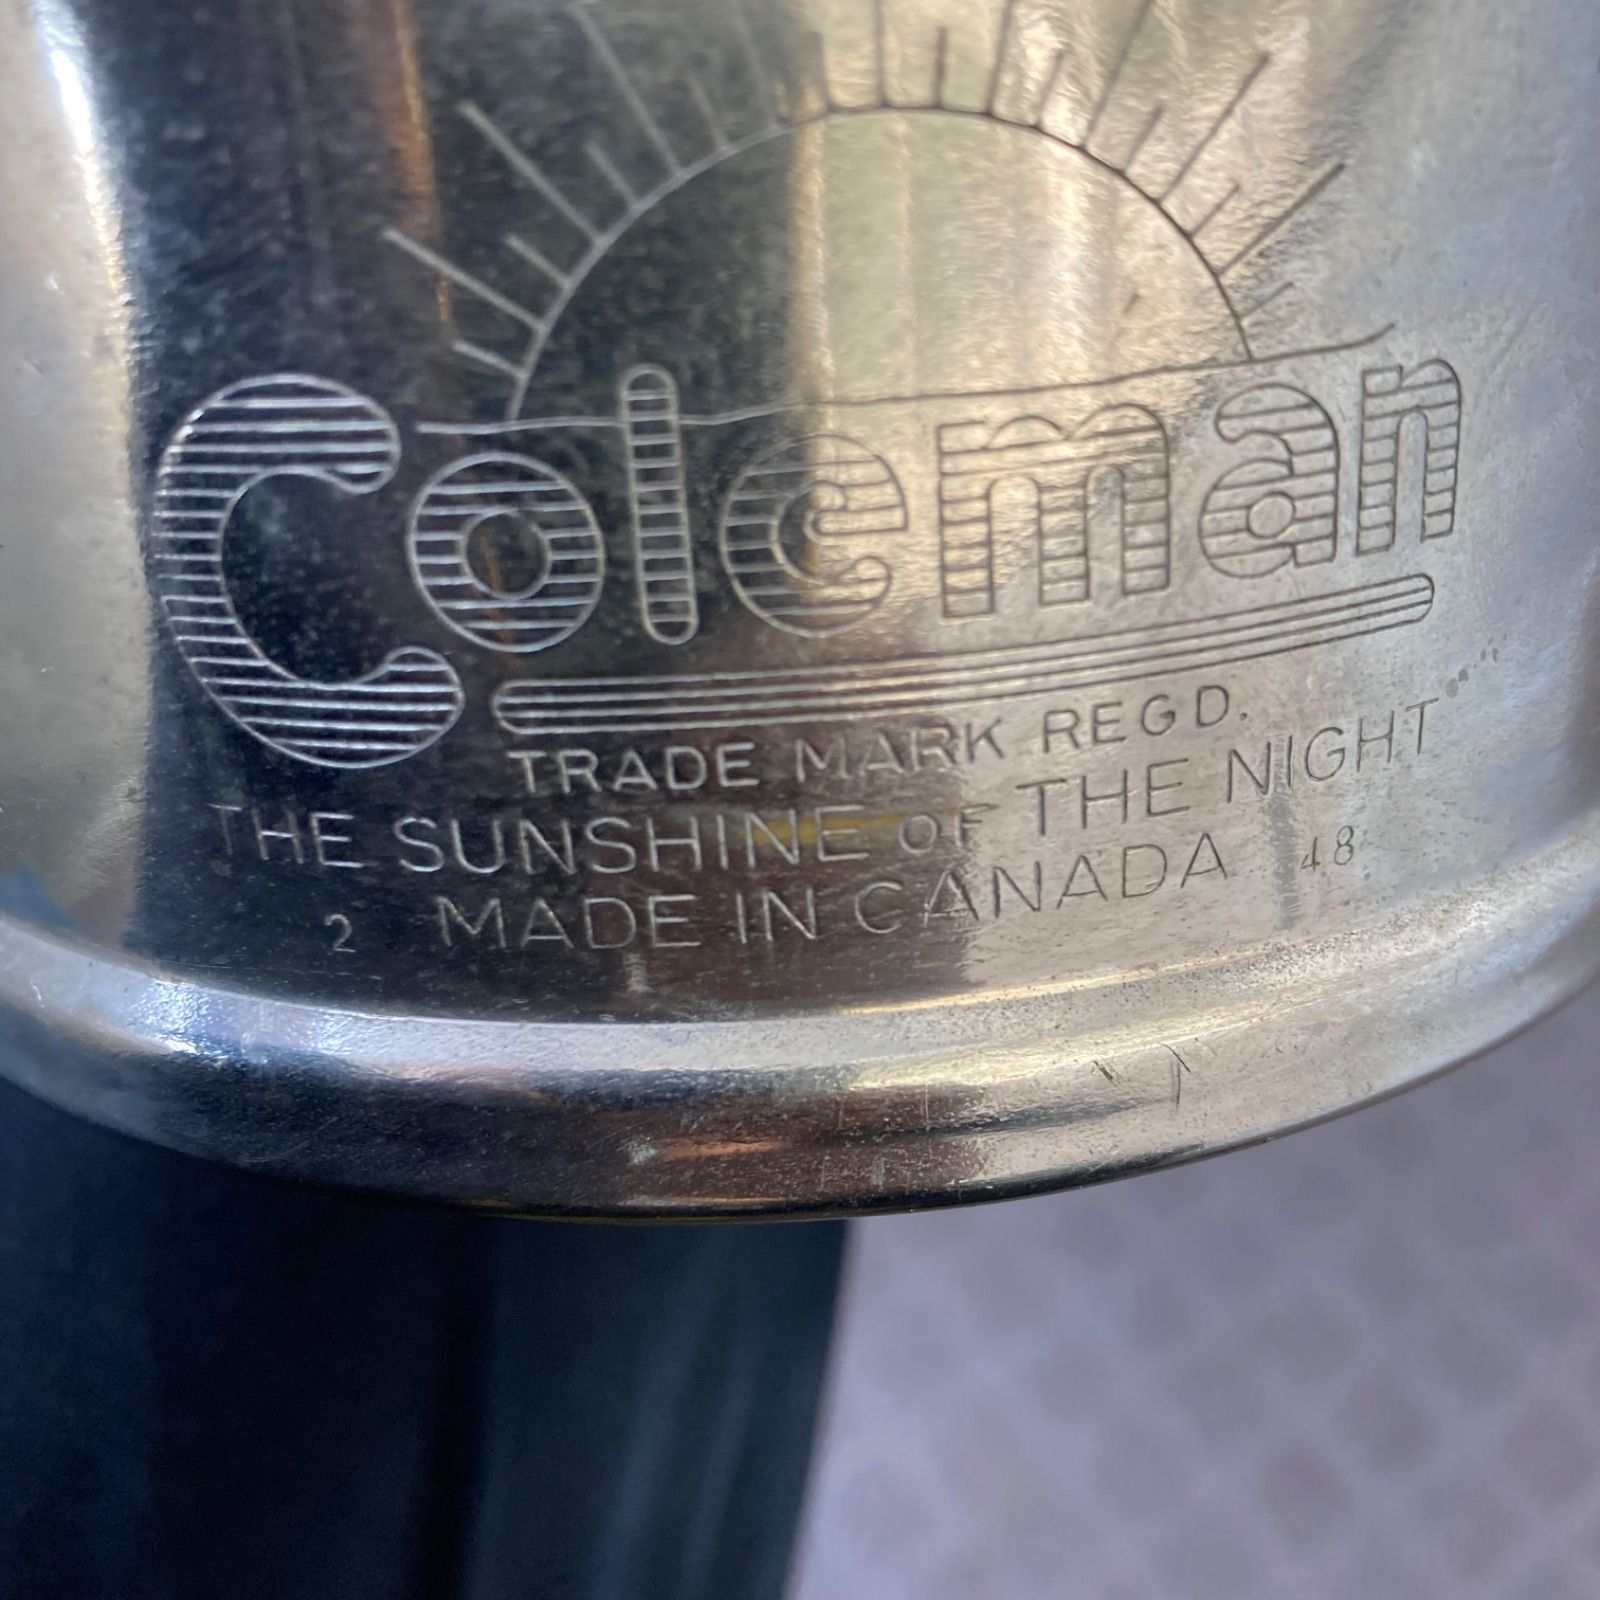 Coleman
TRADE MARK REGD.
THE SUNSHINE OF THE NIGHT
2 MADE IN CANADA 48